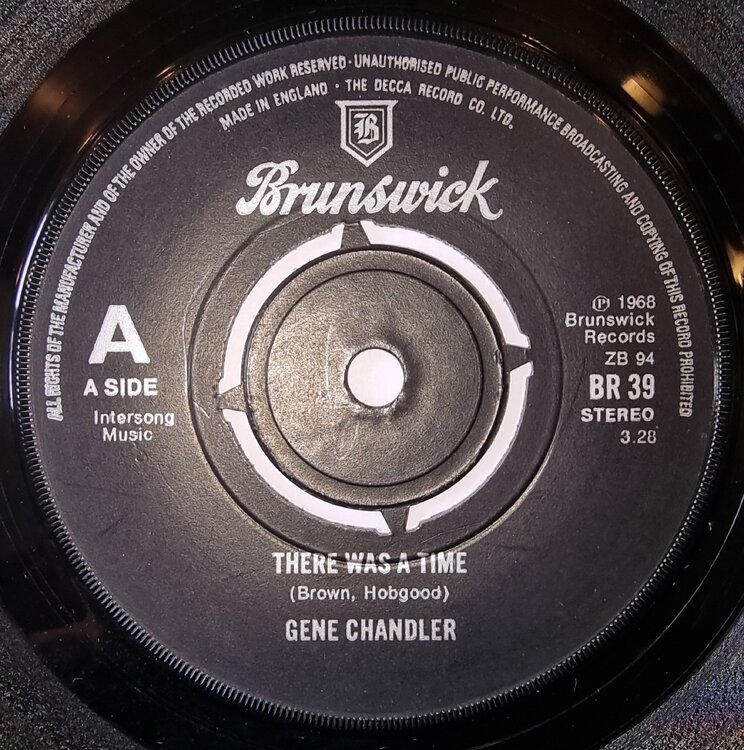 ALL RIGHTS OF THE MANUFACTURER AND OF THE OWNER OF THE RECORDED WORK RESERVED · UNAUTHORISED PUBLIC PERFORMANCE BROADCASTING AND COPYING OF THIS RECORD PROHIBITED
MADE IN ENGLAND · THE DECCA RECORD CO. LTD.
B
Brunswick
A
A SIDE
Intersong
Music
℗ 1968
Brunswick
Records
ZB 94
BR 39
STEREO
3.28
THERE WAS A TIME
(Brown, Hobgood)
GENE CHANDLER